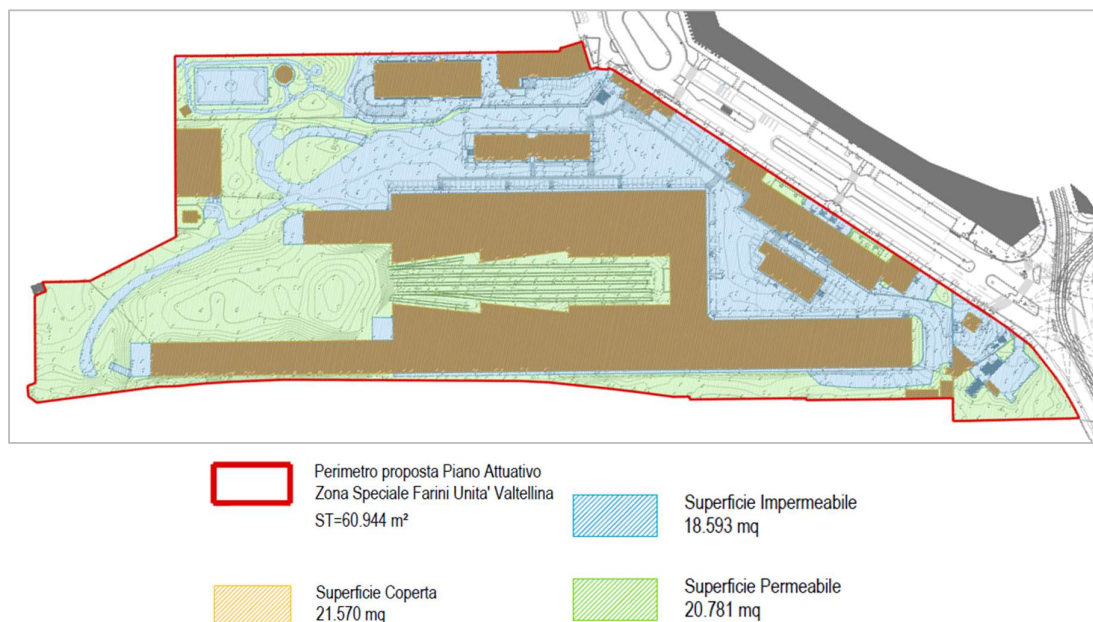 Perimetro proposta Piano Attuativo
Zona Speciale Farini Unita' Valtellina
ST=60.944 m²
Superficie Impermeabile
18.593 mq
Superficie Coperta
21.570 mq
Superficie Permeabile
20.781 mq